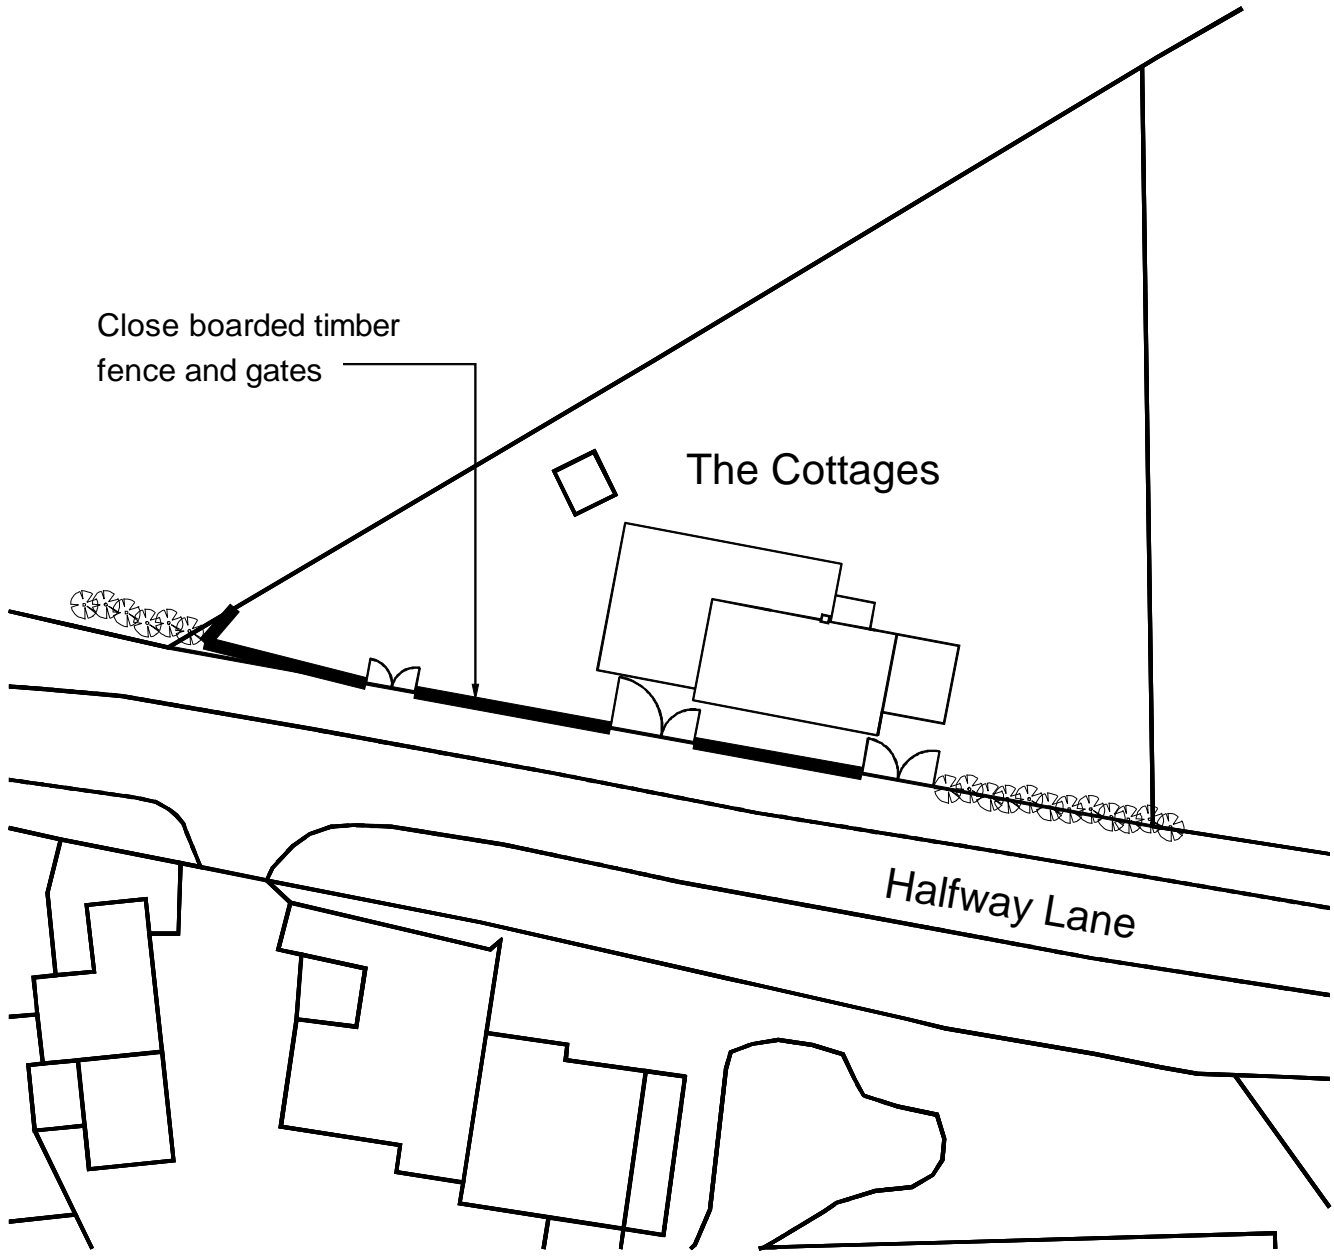 Close boarded timber
fence and gates
The Cottages
Halfway Lane